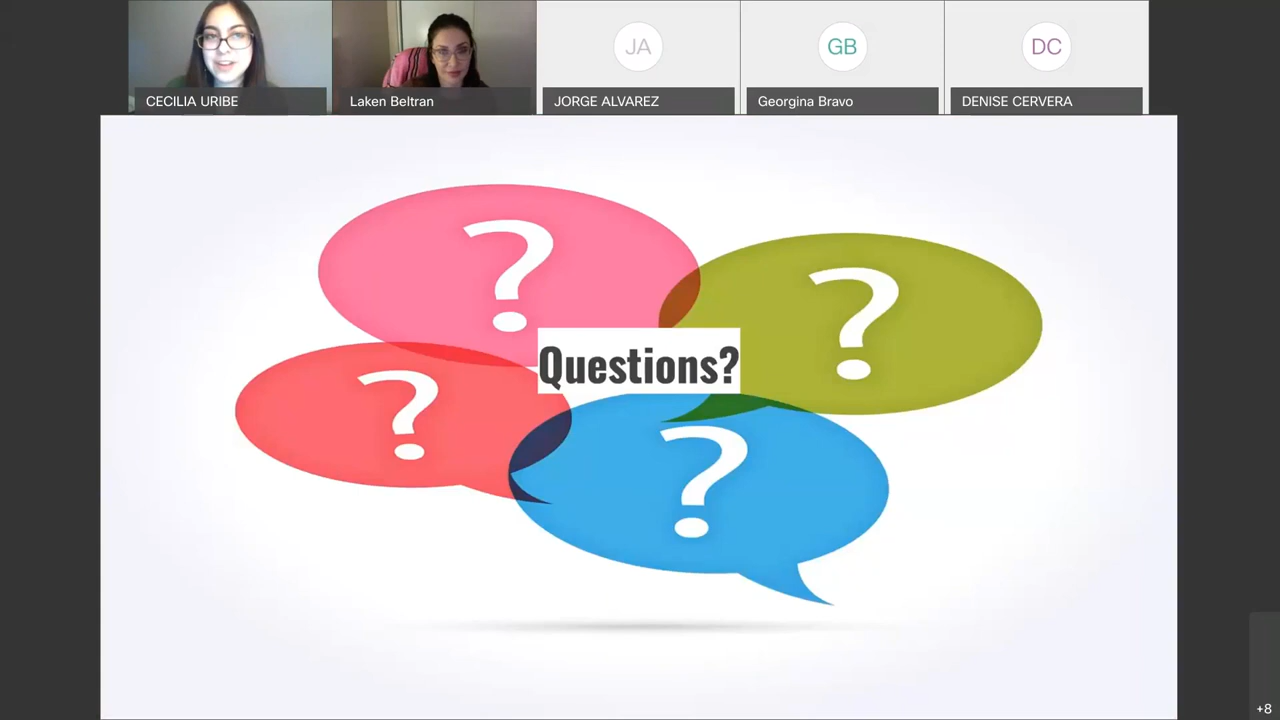 CECILIA URIBE
Laken Beltran
JA
JORGE ALVAREZ
GB
Georgina Bravo
DC
DENISE CERVERA
?
?
Questions?
?
?
+8